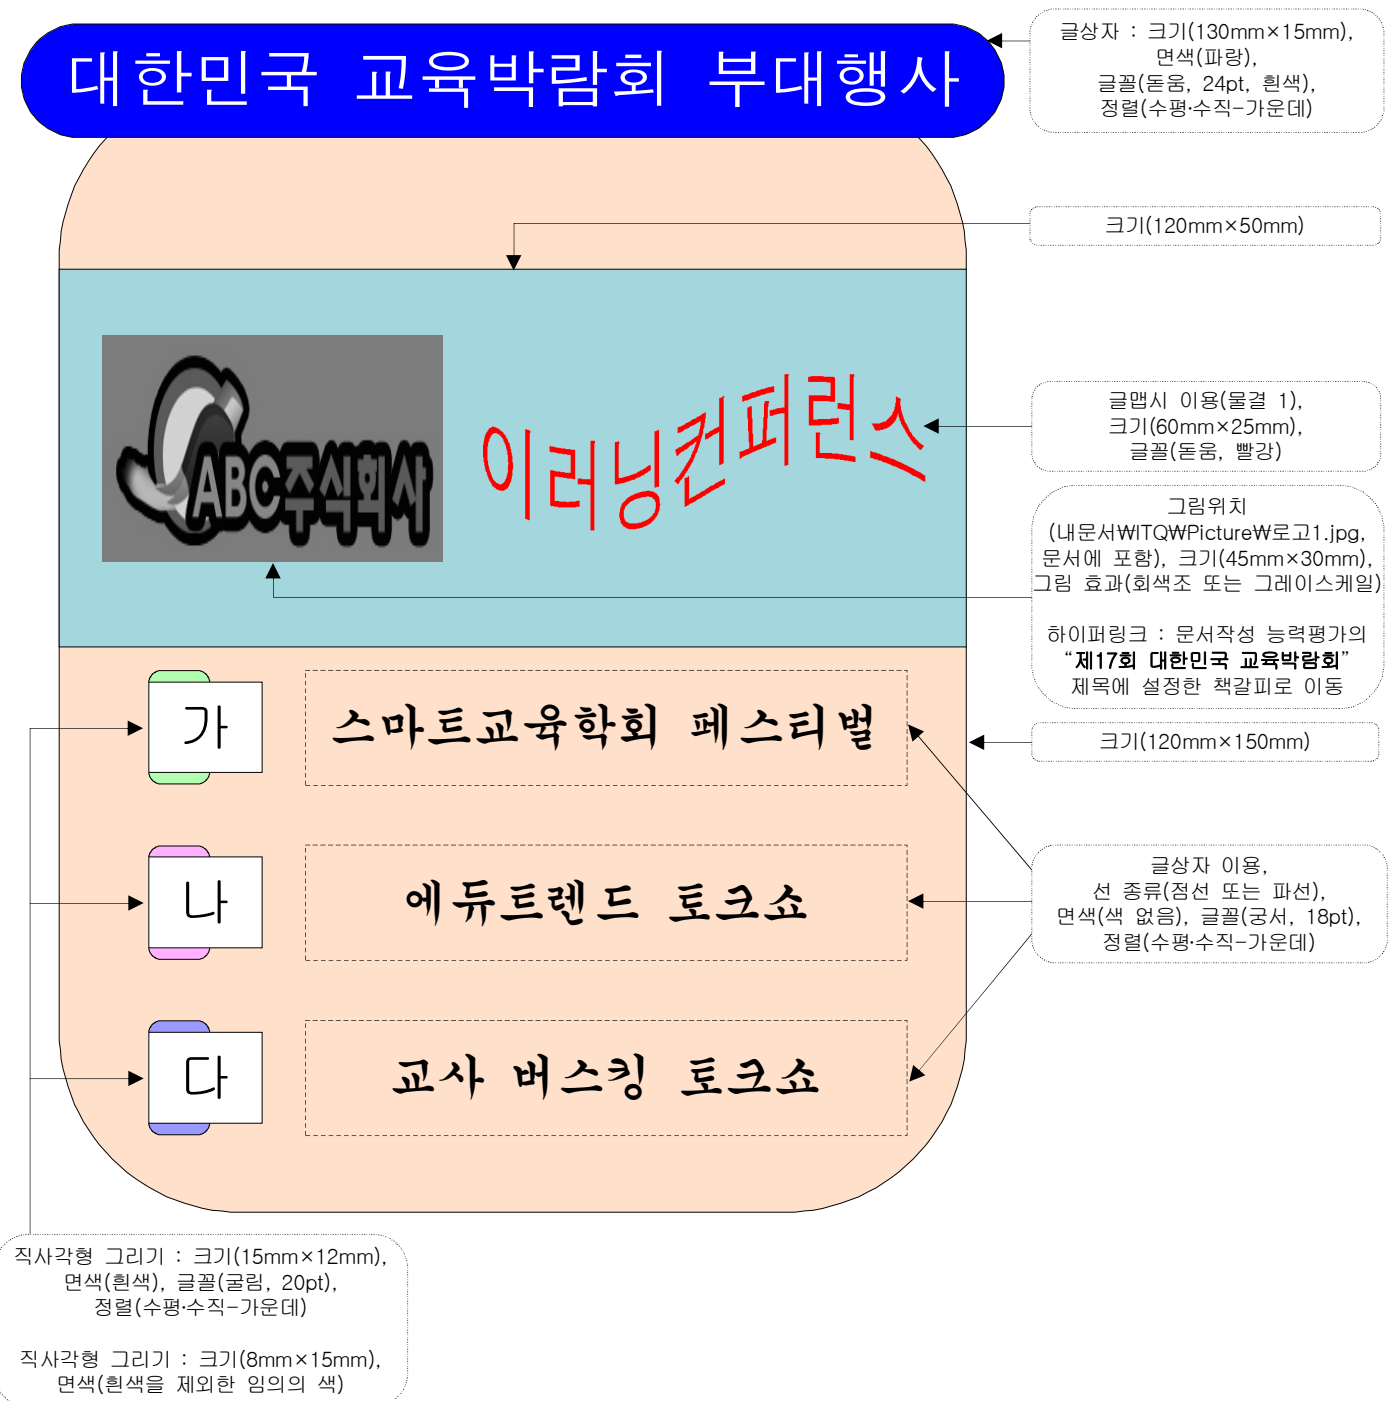 대한민국 교육박람회 부대행사
글상자 : 크기(130mm×15mm),
면색(파랑),
글꼴(돋움, 24pt, 흰색),
정렬(수평·수직-가운데)
크기(120mm×50mm)
ABC주식회사
이러닝컨퍼런스
글맵시 이용(물결 1),
크기(60mm×25mm),
글꼴(돋움, 빨강)
그림위치
(내문서₩ITQ₩Picture₩로고1.jpg,
문서에 포함), 크기(45mm×30mm),
그림 효과(회색조 또는 그레이스케일)
하이퍼링크 : 문서작성 능력평가의
“제17회 대한민국 교육박람회”
제목에 설정한 책갈피로 이동
가
스마트교육학회 페스티벌
크기(120mm×150mm)
나
에듀트렌드 토크쇼
글상자 이용,
선 종류(점선 또는 파선),
면색(색 없음), 글꼴(궁서, 18pt),
정렬(수평·수직-가운데)
다
교사 버스킹 토크쇼
직사각형 그리기 : 크기(15mm×12mm),
면색(흰색), 글꼴(굴림, 20pt),
정렬(수평·수직-가운데)
직사각형 그리기 : 크기(8mm×15mm),
면색(흰색을 제외한 임의의 색)